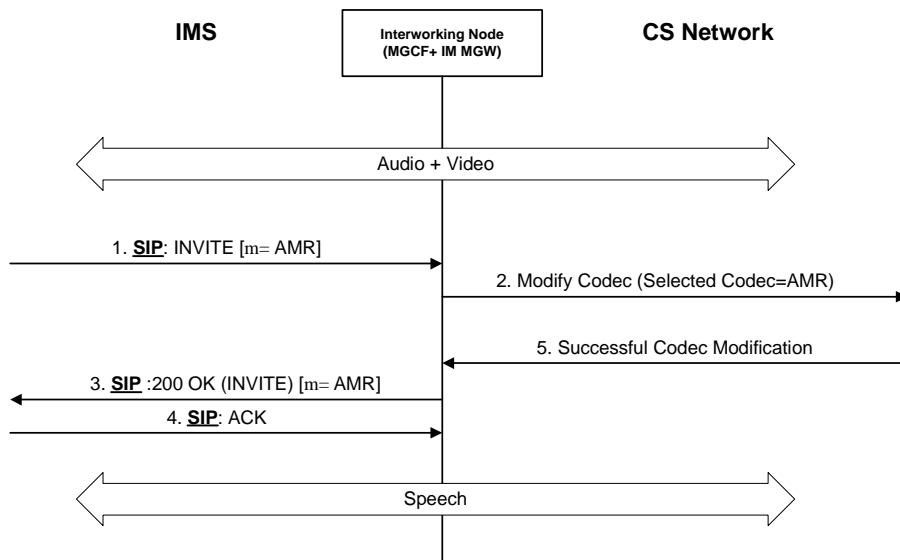 IMS
Interworking Node
(MGCF+ IM MGW)
CS Network
Audio + Video
1. SIP: INVITE [m= AMR]
2. Modify Codec (Selected Codec=AMR)
5. Successful Codec Modification
3. SIP :200 OK (INVITE) [m= AMR]
4. SIP: ACK
Speech